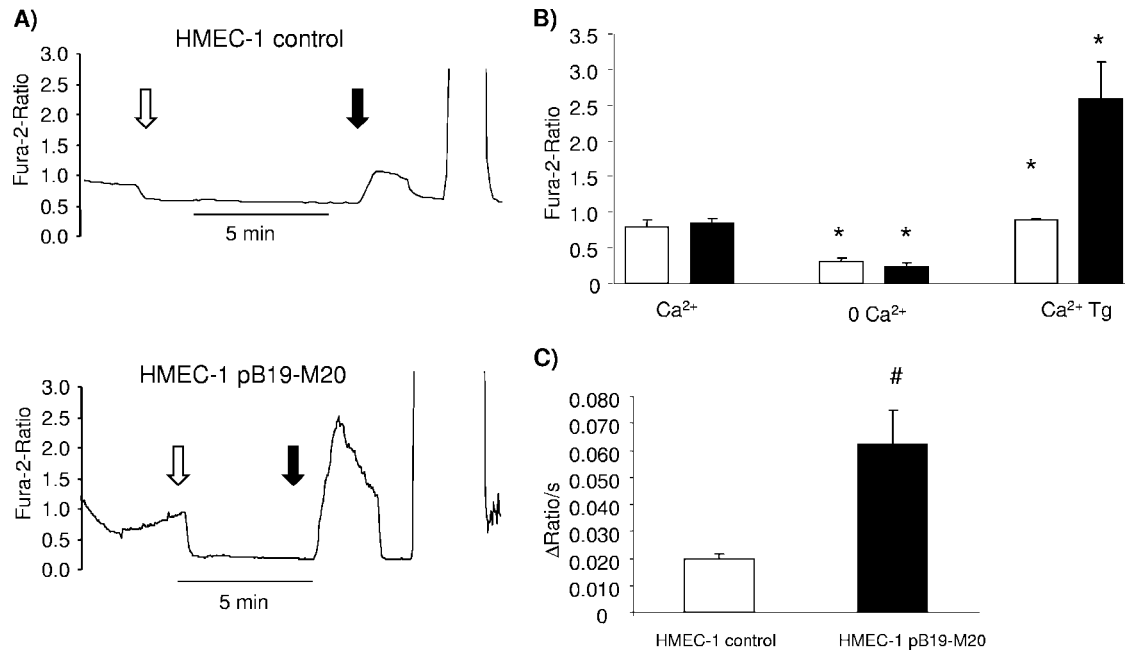 A)
HMEC-1 control
Fura-2-Ratio
3.0
2.5
2.0
1.5
1.0
0.5
0.0
5 min
HMEC-1 pB19-M20
Fura-2-Ratio
3.0
2.5
2.0
1.5
1.0
0.5
0.0
5 min
B)
Fura-2-Ratio
3.5
3.0
2.5
2.0
1.5
1.0
0.5
0
* * * *
Ca²⁺ 0 Ca²⁺ Ca²⁺ Tg
C)
ΔRatio/s
0.080
0.070
0.060
0.050
0.040
0.030
0.020
0.010
0
#
HMEC-1 control HMEC-1 pB19-M20